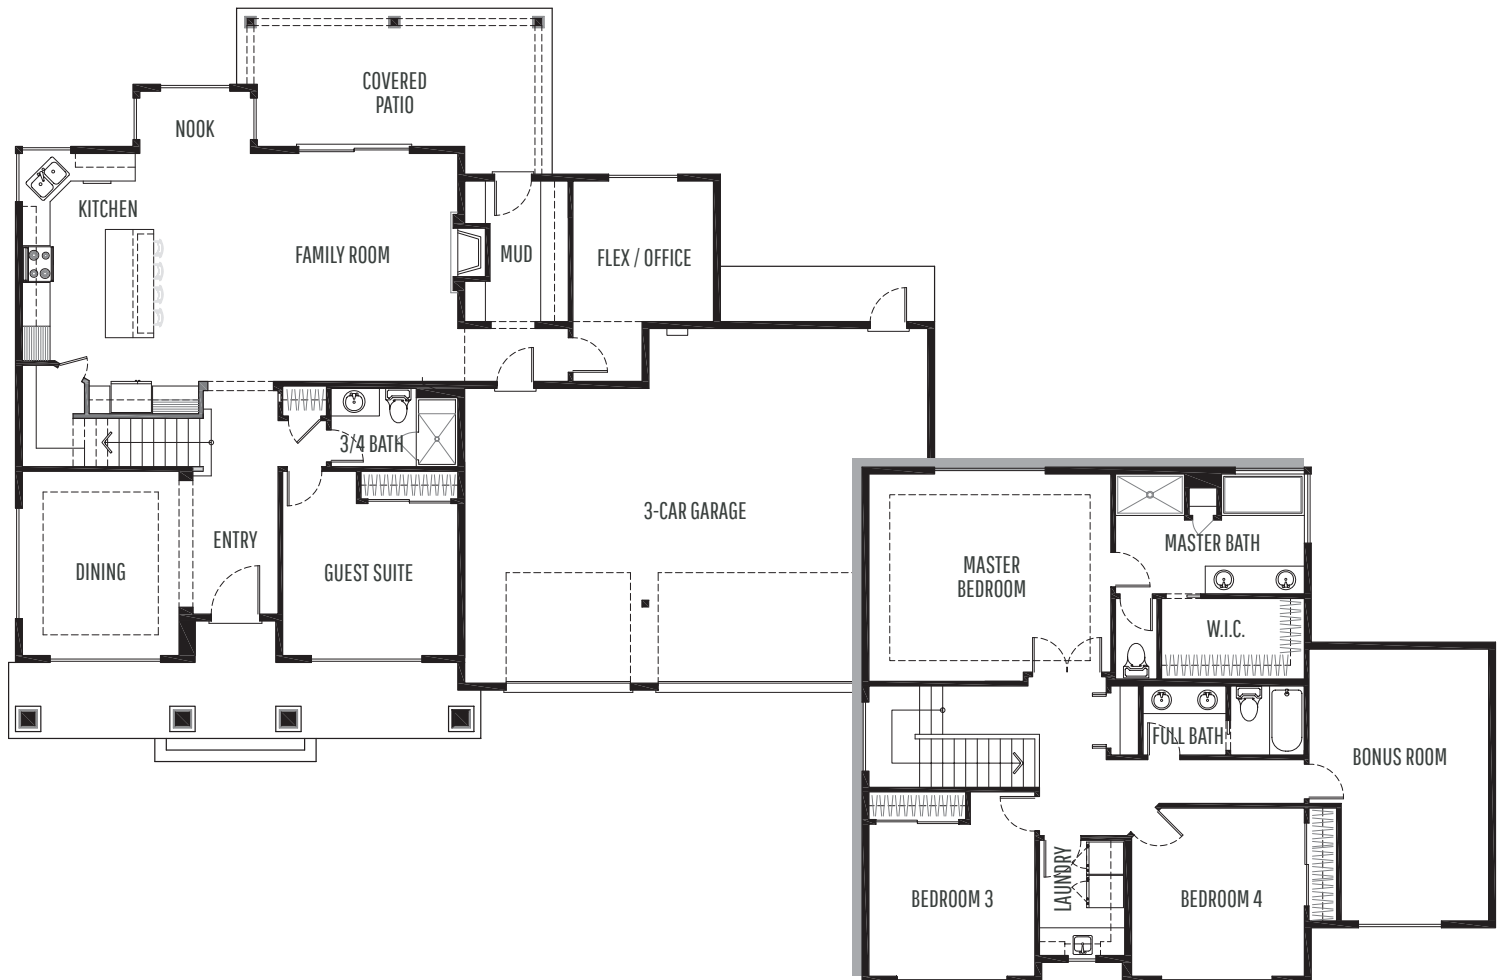 COVERED
PATIO
NOOK
KITCHEN
FAMILY ROOM
MUD
FLEX / OFFICE
3/4 BATH
3-CAR GARAGE
ENTRY
DINING
GUEST SUITE
MASTER
BEDROOM
MASTER BATH
W.I.C.
FULL BATH
BONUS ROOM
LAUNDRY
BEDROOM 3
BEDROOM 4